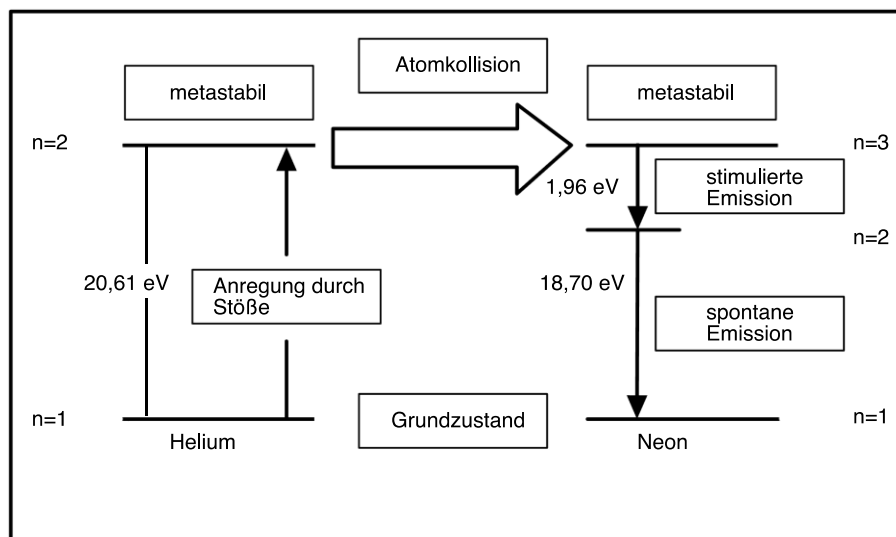 Atomkollision
metastabil
metastabil
n=2
n=3
1,96 eV
stimulierte
Emission
n=2
20,61 eV
Anregung durch
Stöße
18,70 eV
spontane
Emission
n=1
Grundzustand
n=1
Helium
Neon